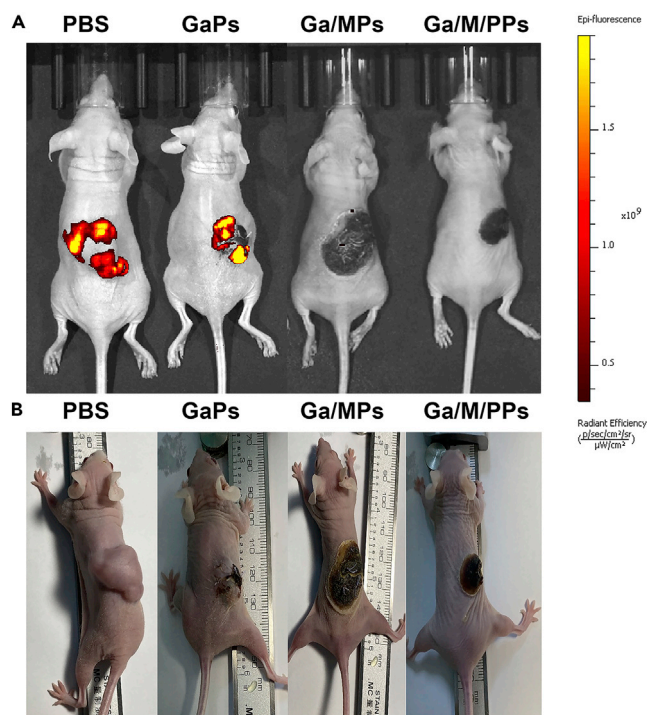 A
PBS GaPs Ga/MPs Ga/M/PPs
Epi-fluorescence
1.5
x10⁹
1.0
0.5
Radiant Efficiency
(p/sec/cm²/sr
μW/cm²)
B
PBS GaPs Ga/MPs Ga/M/PPs